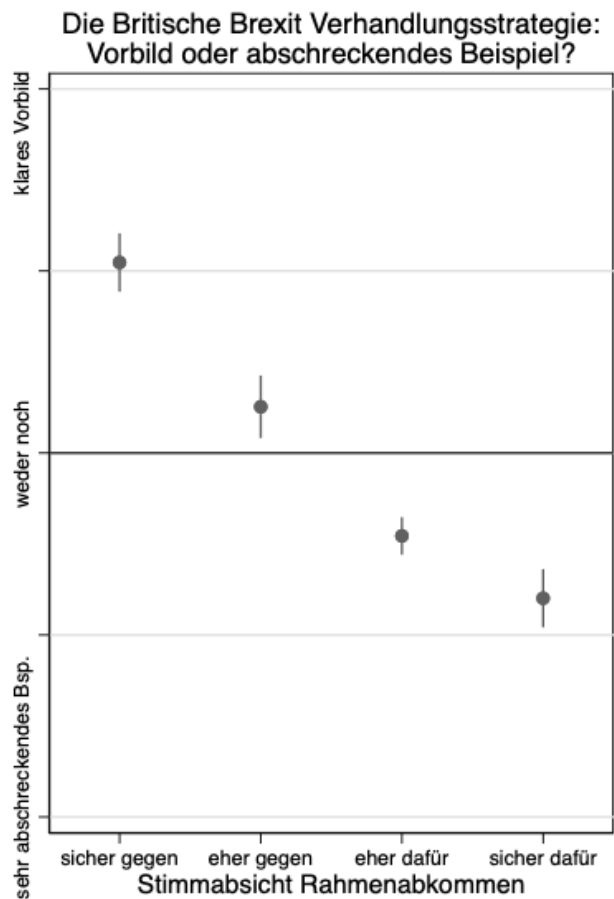 Die Britische Brexit Verhandlungsstrategie:
Vorbild oder abschreckendes Beispiel?
klares Vorbild
weder noch
sehr abschreckendes Bsp.
sicher gegen
eher gegen
eher dafür
sicher dafür
Stimmabsicht Rahmenabkommen